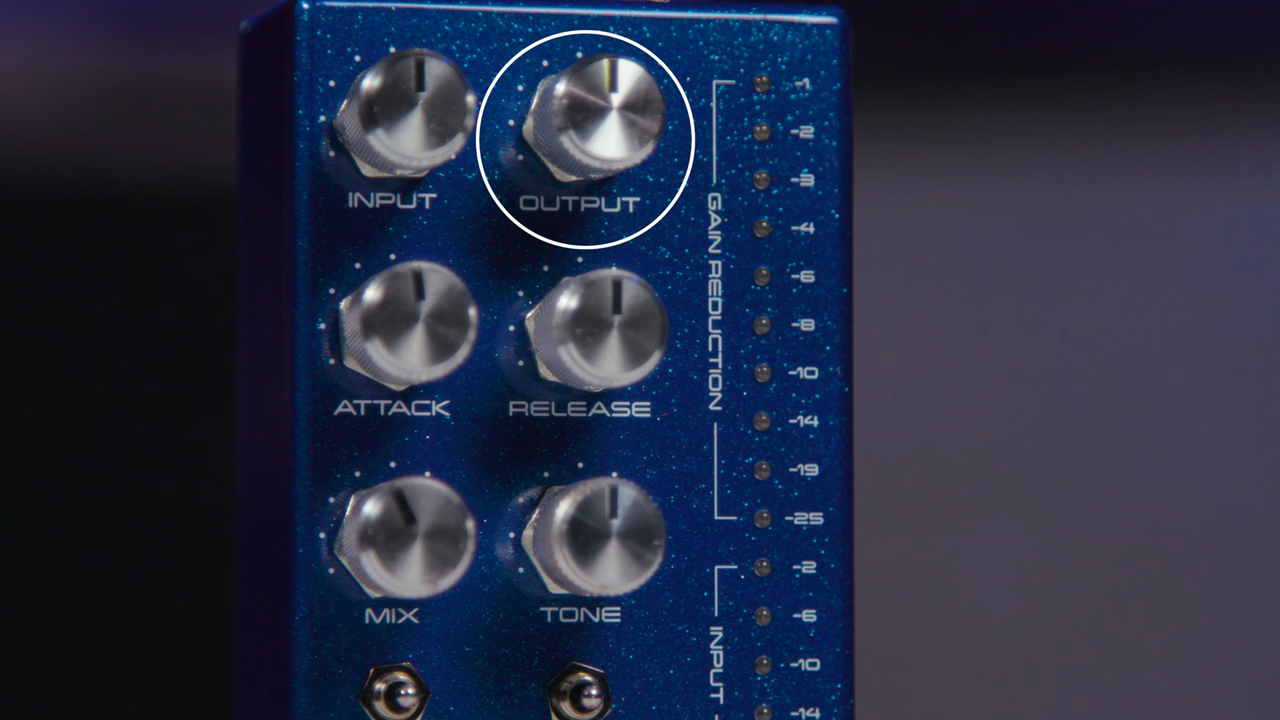 INPUT
OUTPUT
ATTACK
RELEASE
MIX
TONE
GAIN REDUCTION
-1
-2
-3
-4
-6
-8
-10
-14
-19
-25
INPUT
-2
-6
-10
-14